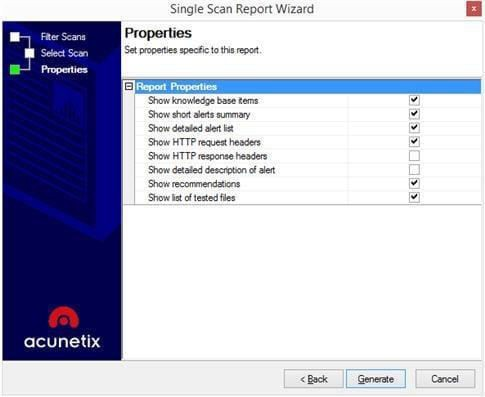 Single Scan Report Wizard
x
Filter Scans
Select Scan
Properties
Properties
Set properties specific to this report.
Report Properties
Show knowledge base items
Show short alerts summary
Show detailed alert list
Show HTTP request headers
Show HTTP response headers
Show detailed description of alert
Show recommendations
Show list of tested files
acunetix
< Back
Generate
Cancel